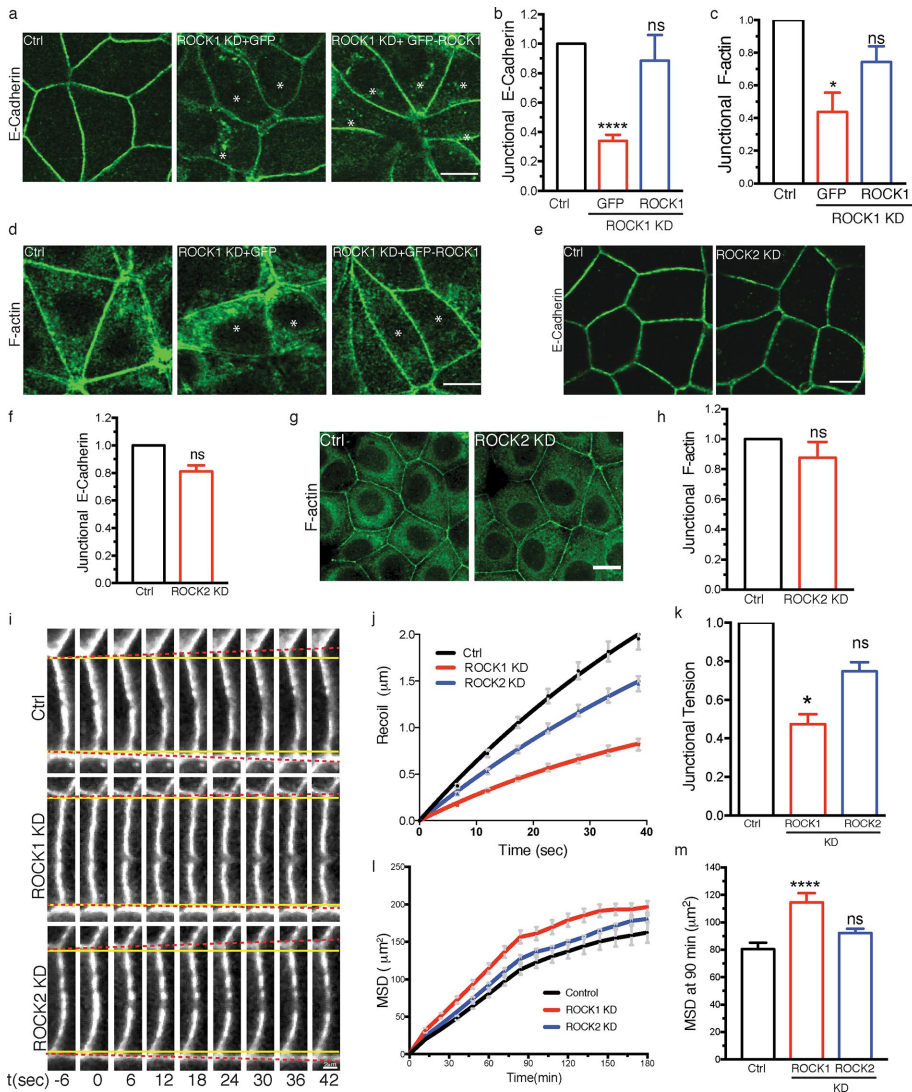 a
E-Cadherin
Ctrl
ROCK1 KD+GFP
ROCK1 KD+ GFP-ROCK1
*
*
*
*
*
*
*
*
*
b
Junctional E-Cadherin
1.2
1.0
0.8
0.6
0.4
0.2
0.0
****
ns
Ctrl
GFP
ROCK1
ROCK1 KD
c
Junctional F-actin
1.0
0.8
0.6
0.4
0.2
0.0
*
ns
Ctrl
GFP
ROCK1
ROCK1 KD
d
F-actin
Ctrl
ROCK1 KD+GFP
ROCK1 KD+GFP-ROCK1
*
*
*
*
e
E-Cadherin
Ctrl
ROCK2 KD
f
Junctional E-Cadherin
1.2
1.0
0.8
0.6
0.4
0.2
0.0
ns
Ctrl
ROCK2 KD
g
F-actin
Ctrl
ROCK2 KD
h
Junctional F-actin
1.2
1.0
0.8
0.6
0.4
0.2
0.0
ns
Ctrl
ROCK2 KD
i
Ctrl
ROCK1 KD
ROCK2 KD
t(sec) -6 0 6 12 18 24 30 36 42
j
Recoil (μm)
2.0
1.5
1.0
0.5
0.0
Ctrl
ROCK1 KD
ROCK2 KD
0 10 20 30 40
Time (sec)
k
Junctional Tension
1.0
0.8
0.6
0.4
0.2
0.0
*
ns
Ctrl
ROCK1
ROCK2
KD
l
MSD ( μm²)
250
200
150
100
50
0
Control
ROCK1 KD
ROCK2 KD
0 30 60 90 120 150 180
Time(min)
m
MSD at 90 min (μm²)
140
120
100
80
60
40
20
0
****
ns
Ctrl
ROCK1
ROCK2
KD